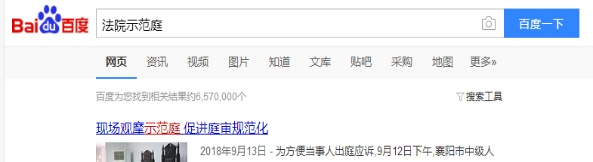 Bai du 百度 法院示范庭 百度一下
网页 资讯 视频 图片 知道 文库 贴吧 采购 地图 更多»
百度为您找到相关结果约6,570,000个 搜索工具
现场观摩示范庭 促进庭审规范化
2018年9月13日 - 为方便当事人出庭应诉,9月12日下午,襄阳市中级人